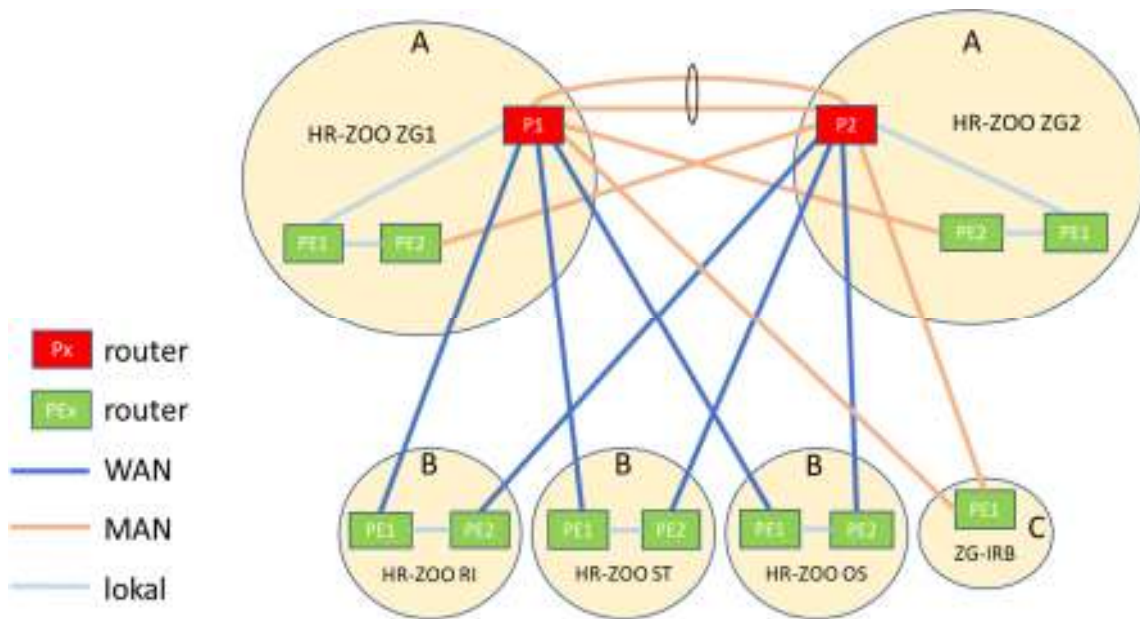 A
A
HR-ZOO ZG1
P1
P2
HR-ZOO ZG2
PE1
PE2
PE2
PE1
Px
router
PEx
router
WAN
MAN
lokal
B
B
B
PE1
PE2
PE1
PE2
PE1
PE2
PE1
C
HR-ZOO RI
HR-ZOO ST
HR-ZOO OS
ZG-IRB